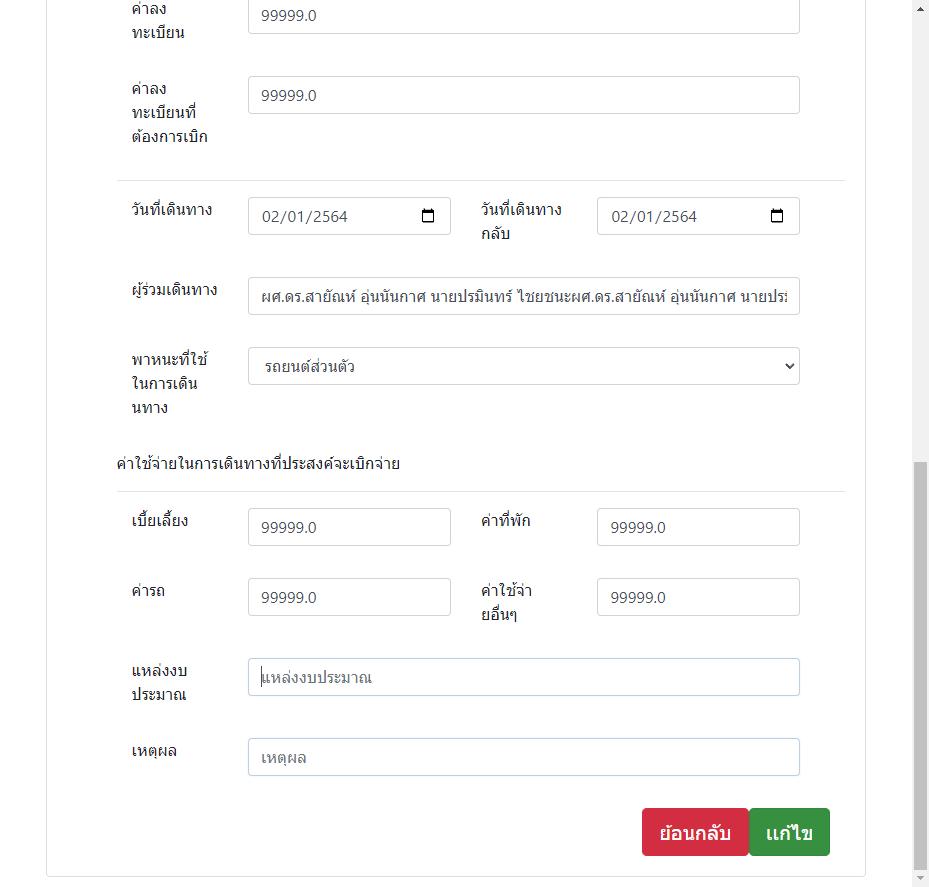 ค่าลง
ทะเบียน
99999.0
ค่าลง
ทะเบียนที่
ต้องการเบิก
99999.0
วันที่เดินทาง
02/01/2564
วันที่เดินทาง
กลับ
02/01/2564
ผู้ร่วมเดินทาง
ผศ.ดร.สายัณห์ อุ่นนันกาศ นายปรมินทร์ ไชยชนะผศ.ดร.สายัณห์ อุ่นนันกาศ นายปรมิ
พาหนะที่ใช้
ในการเดิน
นทาง
รถยนต์ส่วนตัว
ค่าใช้จ่ายในการเดินทางที่ประสงค์จะเบิกจ่าย
เบี้ยเลี้ยง
99999.0
ค่าที่พัก
99999.0
ค่ารถ
99999.0
ค่าใช้จ่า
ยอื่นๆ
99999.0
แหล่งงบ
ประมาณ
แหล่งงบประมาณ
เหตุผล
เหตุผล
ย้อนกลับ
แก้ไข